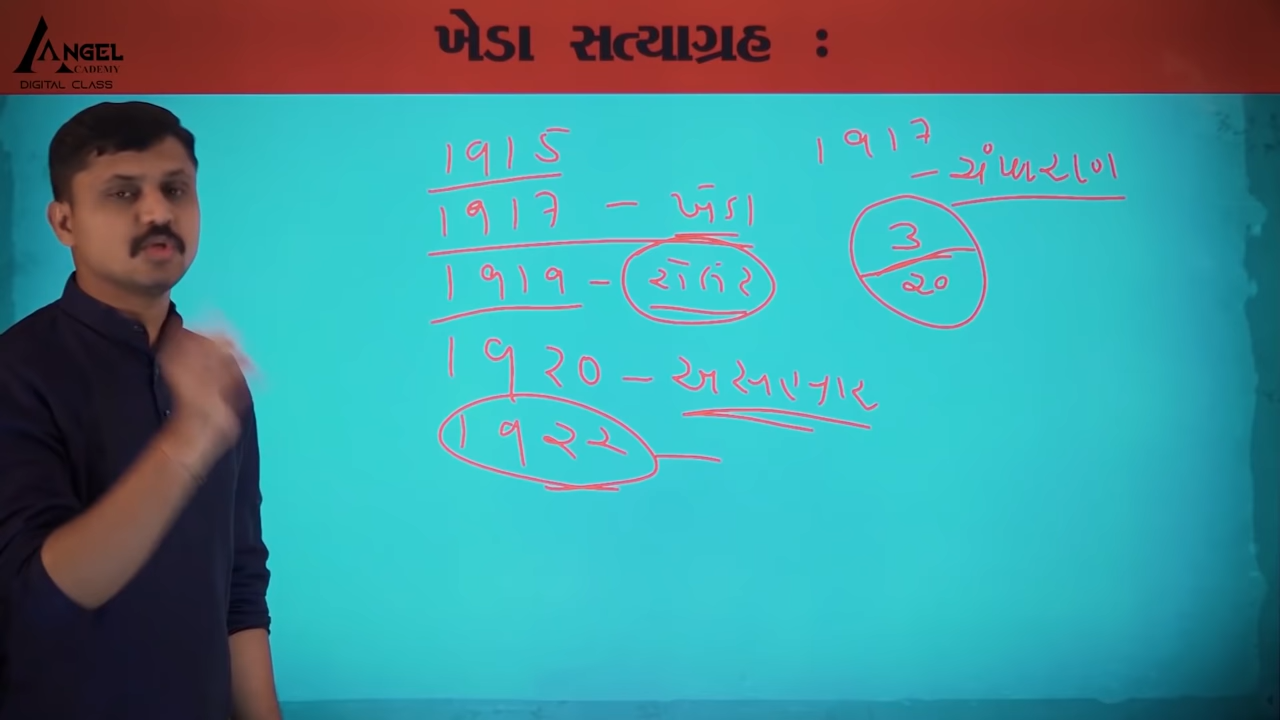 ANGEL
ACADEMY
DIGITAL CLASS
ખેડા સત્યાગ્રહ :
1915
1917 - ખેડા
1919 - રોલેટ
1920 - અસહકાર
1922
1917
- ચંપારણ
3
20